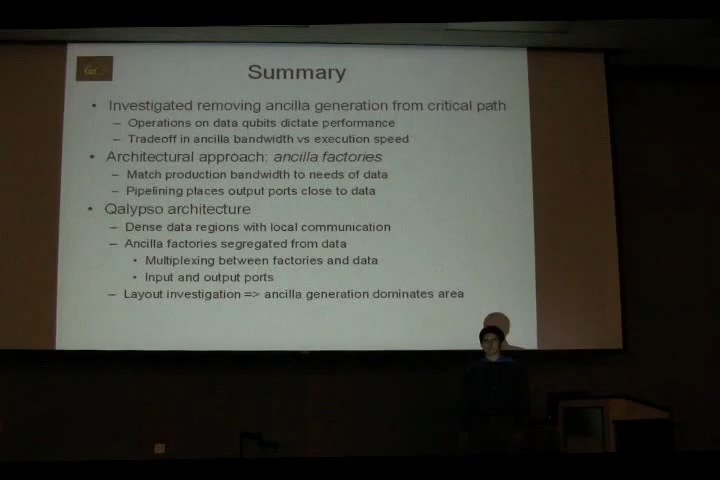 Summary
• Investigated removing ancilla generation from critical path
– Operations on data qubits dictate performance
– Tradeoff in ancilla bandwidth vs execution speed
• Architectural approach: ancilla factories
– Match production bandwidth to needs of data
– Pipelining places output ports close to data
• Qalypso architecture
– Dense data regions with local communication
– Ancilla factories segregated from data
• Multiplexing between factories and data
• Input and output ports
– Layout investigation => ancilla generation dominates area